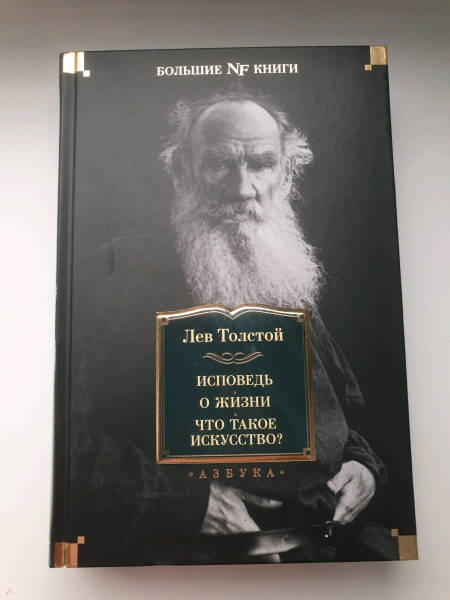 БОЛЬШИЕ NF КНИГИ
Лев Толстой
ИСПОВЕДЬ
О ЖИЗНИ
ЧТО ТАКОЕ
ИСКУССТВО?
АЗБУКА